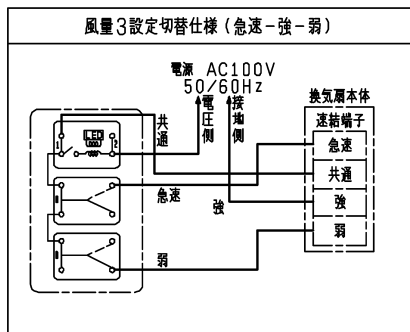 風量3設定切替仕様(急速-強-弱)
電源 AC100V
50/60Hz
電圧側
接地側
換気扇本体
速結端子
急速
共通
強
弱
共通
LED
1
2
急速
強
弱